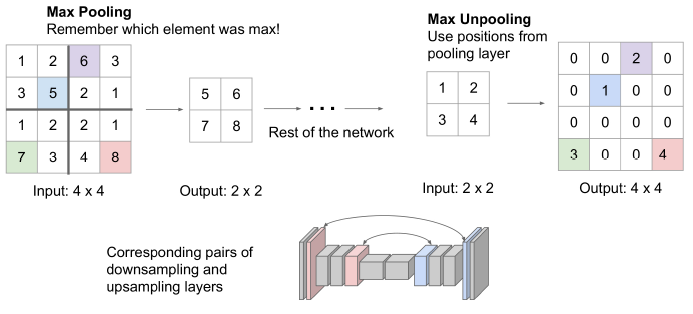 Max Pooling
Remember which element was max!
1 2 6 3
3 5 2 1
1 2 2 1
7 3 4 8
Input: 4 x 4
5 6
7 8
Output: 2 x 2
...
Rest of the network
Max Unpooling
Use positions from
pooling layer
1 2
3 4
Input: 2 x 2
0 0 2 0
0 1 0 0
0 0 0 0
3 0 0 4
Output: 4 x 4
Corresponding pairs of
downsampling and
upsampling layers